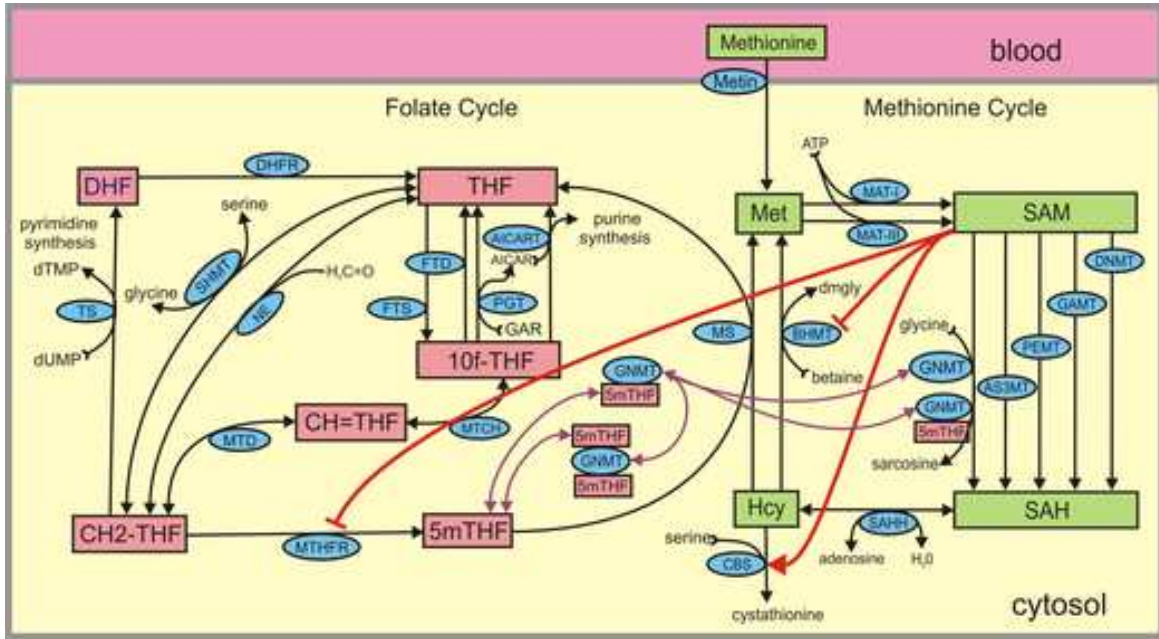 Methionine
blood
Metin
Folate Cycle
Methionine Cycle
ATP
DHF
DHFR
THF
MAT-I
Met
SAM
MAT-III
serine
pyrimidine
synthesis
purine
synthesis
AICART
AICAR
FTD
DNMT
dTMP
SHMT
H₂C=O
glycine
dmgly
GAMT
TS
NE
FTS
PGT
GAR
MS
BHMT
glycine
PEMT
dUMP
10f-THF
betaine
GNMT
5mTHF
GNMT
AS3MT
CH=THF
MTCH
GNMT
5mTHF
MTD
5mTHF
GNMT
5mTHF
sarcosine
CH2-THF
MTHFR
5mTHF
Hcy
SAH
SAHH
serine
CBS
adenosine
H₂0
cystathionine
cytosol